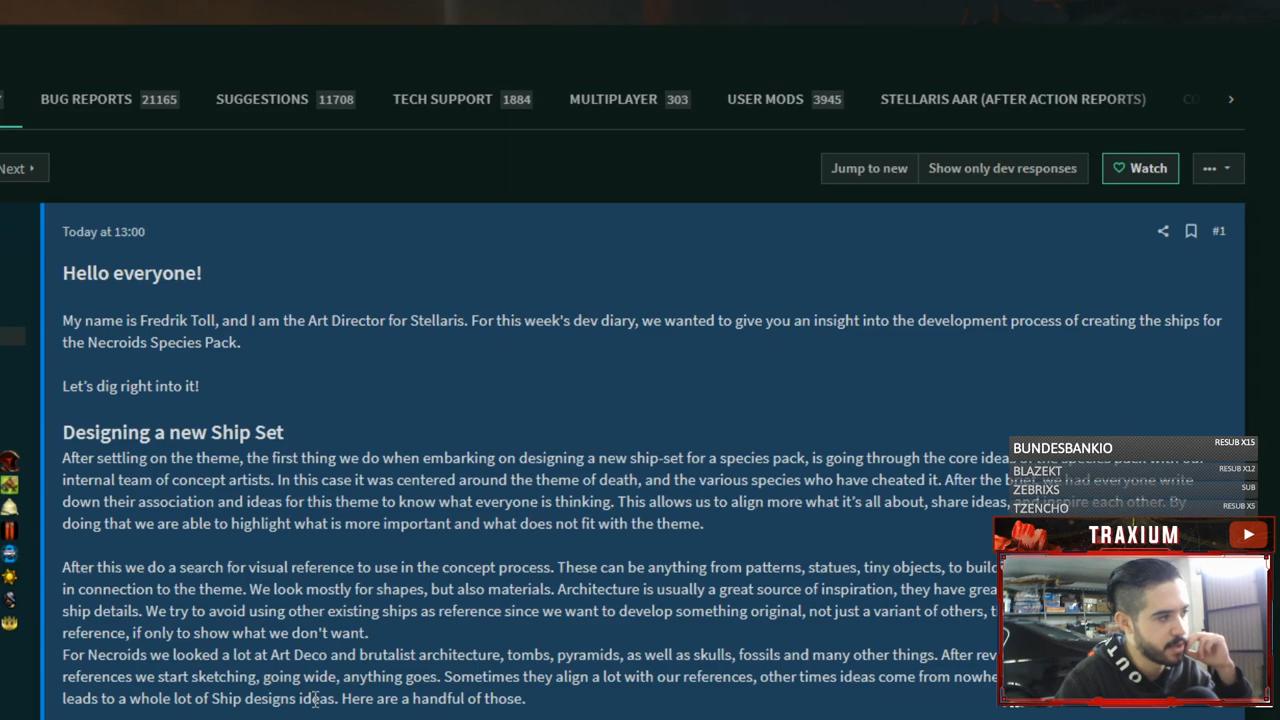 BUG REPORTS 21165 SUGGESTIONS 11708 TECH SUPPORT 1884 MULTIPLAYER 303 USER MODS 3945 STELLARIS AAR (AFTER ACTION REPORTS)
Next Jump to new Show only dev responses Watch
Today at 13:00 #1
Hello everyone!
My name is Fredrik Toll, and I am the Art Director for Stellaris. For this week's dev diary, we wanted to give you an insight into the development process of creating the ships for
the Necroids Species Pack.
Let's dig right into it!
Designing a new Ship Set
After settling on the theme, the first thing we do when embarking on designing a new ship-set for a species pack, is going through the core ideas
internal team of concept artists. In this case it was centered around the theme of death, and the various species who have cheated it. After the brief, we had everyone write
down their association and ideas for this theme to know what everyone is thinking. This allows us to align more what it's all about, share ideas, and inspire each other. By
doing that we are able to highlight what is more important and what does not fit with the theme.
After this we do a search for visual reference to use in the concept process. These can be anything from patterns, statues, tiny objects, to build
in connection to the theme. We look mostly for shapes, but also materials. Architecture is usually a great source of inspiration, they have grea
ship details. We try to avoid using other existing ships as reference since we want to develop something original, not just a variant of others, t
reference, if only to show what we don't want.
For Necroids we looked a lot at Art Deco and brutalist architecture, tombs, pyramids, as well as skulls, fossils and many other things. After rev
references we start sketching, going wide, anything goes. Sometimes they align a lot with our references, other times ideas come from nowhe
leads to a whole lot of Ship designs ideas. Here are a handful of those.
BUNDESBANKIO RESUB X15
BLAZEKT RESUB X12
ZEBRIXS SUB
TZENCHO RESUB X5
TRAXIUM